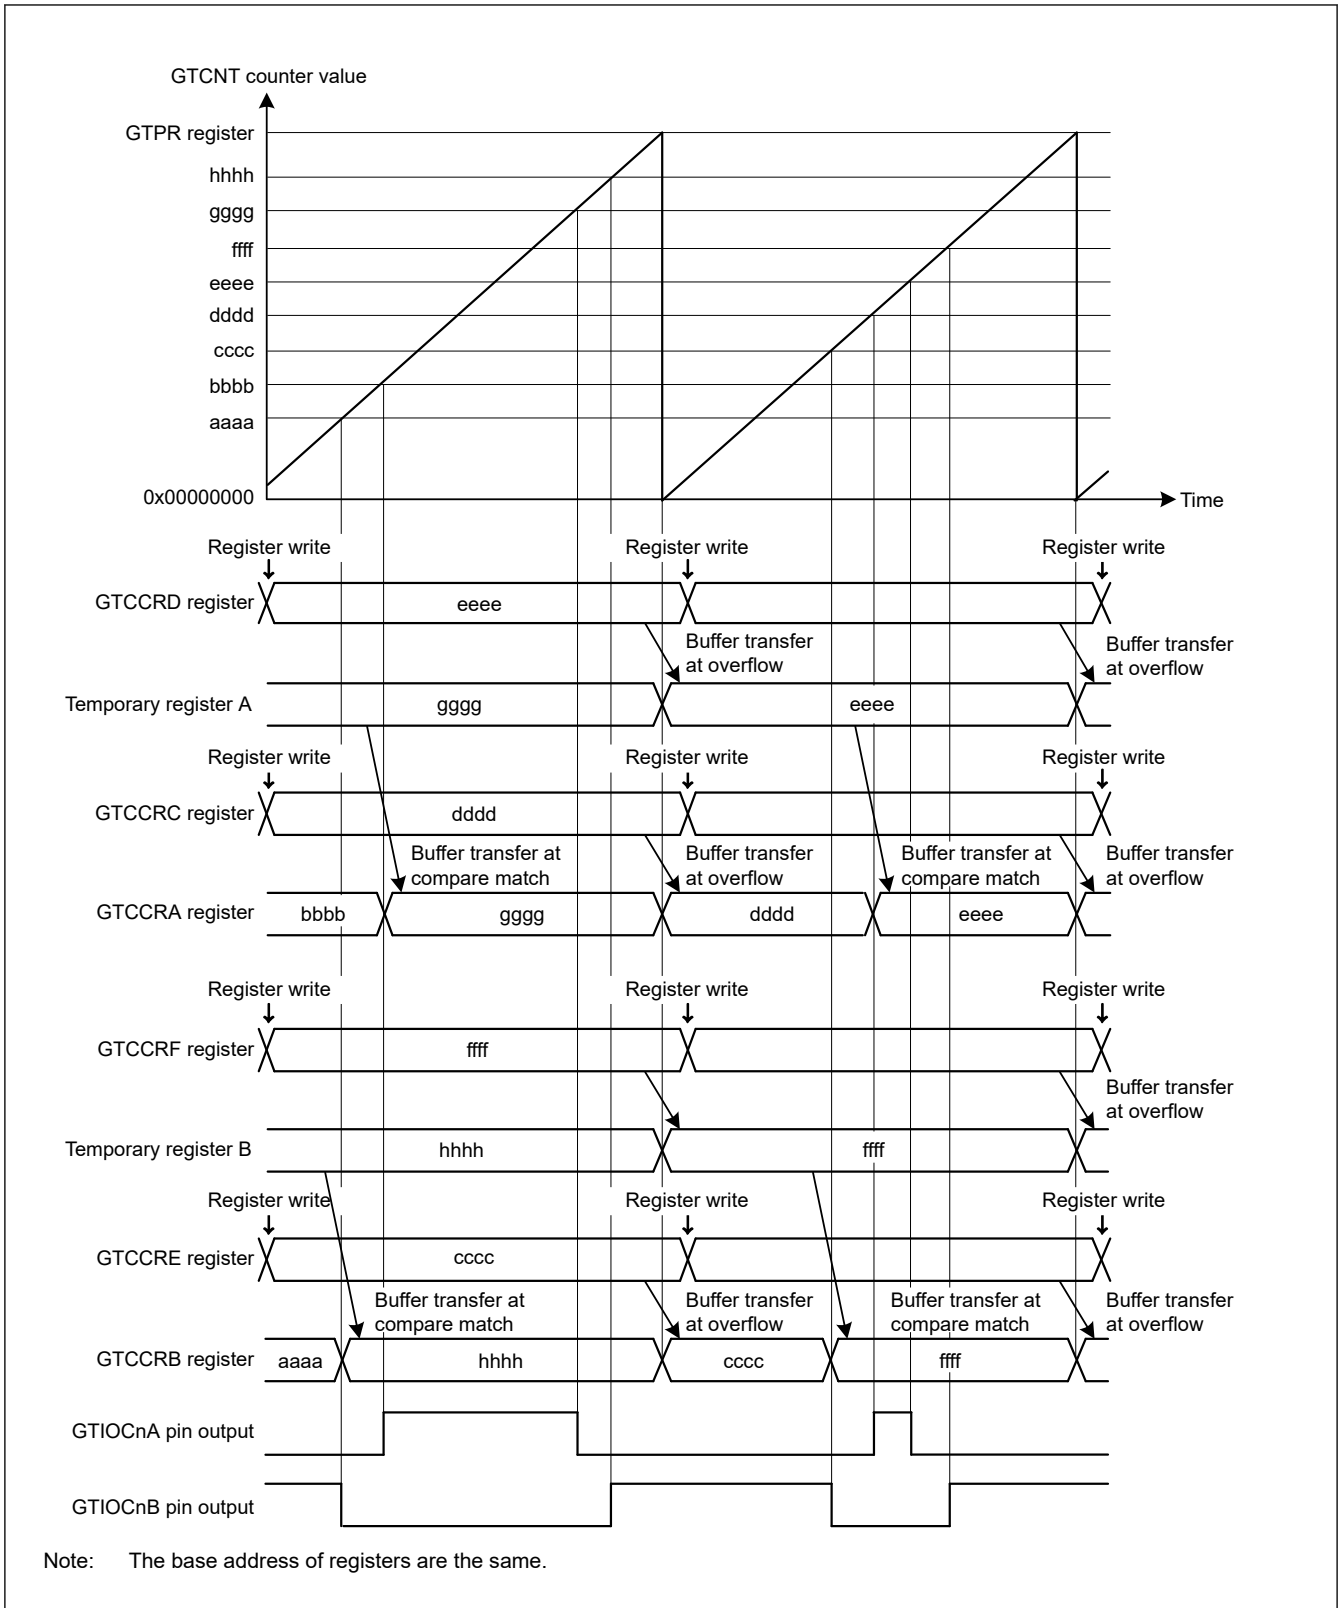 GTCNT counter value
GTPR register
hhhh
gggg
ffff
eeee
dddd
cccc
bbbb
aaaa
0x00000000
Time
Register write Register write Register write
GTCCRD register eeee
Buffer transfer
at overflow
Buffer transfer
at overflow
Temporary register A gggg eeee
Register write Register write Register write
GTCCRC register dddd
Buffer transfer at
compare match
Buffer transfer
at overflow
Buffer transfer at
compare match
Buffer transfer
at overflow
GTCCRA register bbbb gggg dddd eeee
Register write Register write Register write
GTCCRF register ffff
Buffer transfer
at overflow
Temporary register B hhhh ffff
Register write Register write Register write
GTCCRE register cccc
Buffer transfer at
compare match
Buffer transfer
at overflow
Buffer transfer at
compare match
Buffer transfer
at overflow
GTCCRB register aaaa hhhh cccc ffff
GTIOCnA pin output
GTIOCnB pin output
Note: The base address of registers are the same.